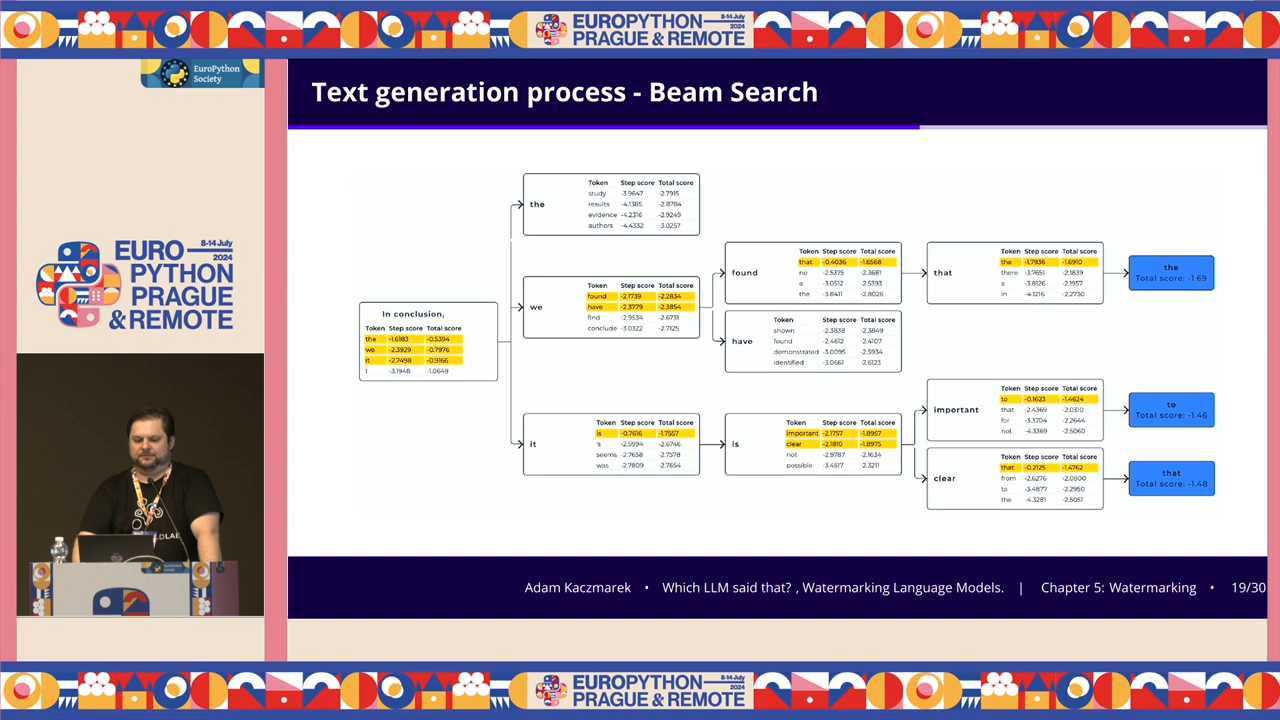 EUROPYTHON
8-14 July
2024
PRAGUE & REMOTE
EuroPython
Society
Text generation process - Beam Search
the
Token Step score Total score
study -3.9647 -2.7915
results -4.1385 -2.8784
evidence -4.2316 -2.9249
authors -4.4332 -3.0257
found
Token Step score Total score
that -0.4036 -1.6568
no -2.5375 -2.3681
a -3.0512 -2.5393
the -3.8411 -2.8026
that
Token Step score Total score
the -1.7936 -1.6910
there -3.7651 -2.1839
a -3.8126 -2.1957
in -4.1216 -2.2730
the
Total score: -1.69
we
Token Step score Total score
found -2.1739 -2.2834
have -2.3779 -2.3854
find -2.9534 -2.6731
conclude -3.0322 -2.7125
In conclusion,
Token Step score Total score
the -1.6183 -0.5394
we -2.3929 -0.7976
it -2.7498 -0.9166
I -3.1948 -1.0649
have
Token Step score Total score
shown -2.3838 -2.3849
found -2.4612 -2.4107
demonstrated -3.0095 -2.5934
identified -3.0661 -2.6123
important
Token Step score Total score
to -0.1623 -1.4624
that -2.4369 -2.0310
for -3.3704 -2.2644
not -4.3369 -2.5060
to
Total score: -1.46
it
Token Step score Total score
is -0.7616 -1.7557
's -2.5994 -2.6746
seems -2.7658 -2.7578
was -2.7809 -2.7654
is
Token Step score Total score
important -2.1757 -1.8957
clear -2.1810 -1.8975
not -2.9787 -2.1634
possible -3.4517 -2.3211
clear
Token Step score Total score
that -0.2125 -1.4762
from -2.6276 -2.0800
to -3.4877 -2.2950
the -4.3281 -2.5051
that
Total score: -1.48
EURO
8-14 July
2024
PYTHON
PRAGUE
& REMOTE
Adam Kaczmarek • Which LLM said that? , Watermarking Language Models. | Chapter 5: Watermarking • 19/30
EUROPYTHON
8-14 July
2024
PRAGUE & REMOTE